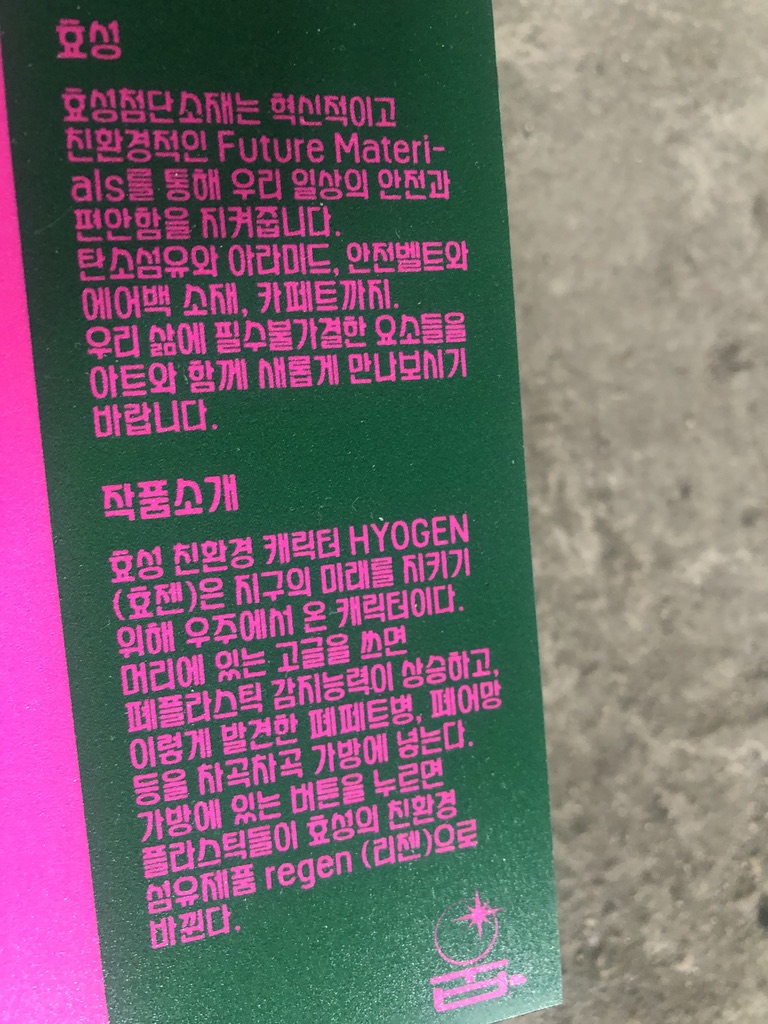 효성
효성첨단소재는 혁신적이고
친환경적인 Future Materi-
als를 통해 우리 일상의 안전과
편안함을 지켜줍니다.
탄소섬유와 아라미드, 안전벨트와
에어백 소재, 카페트까지.
우리 삶에 필수불가결한 요소들을
아트와 함께 새롭게 만나보시기
바랍니다.
작품소개
효성 친환경 캐릭터 HYOGEN
(효젠)은 지구의 미래를 지키기
위해 우주에서 온 캐릭터이다.
머리에 있는 고글을 쓰면
폐플라스틱 감지능력이 상승하고,
이렇게 발견한 폐페트병, 폐어망
등을 차곡차곡 가방에 넣는다.
가방에 있는 버튼을 누르면
플라스틱들이 효성의 친환경
섬유제품 regen (리젠)으로
바뀐다.